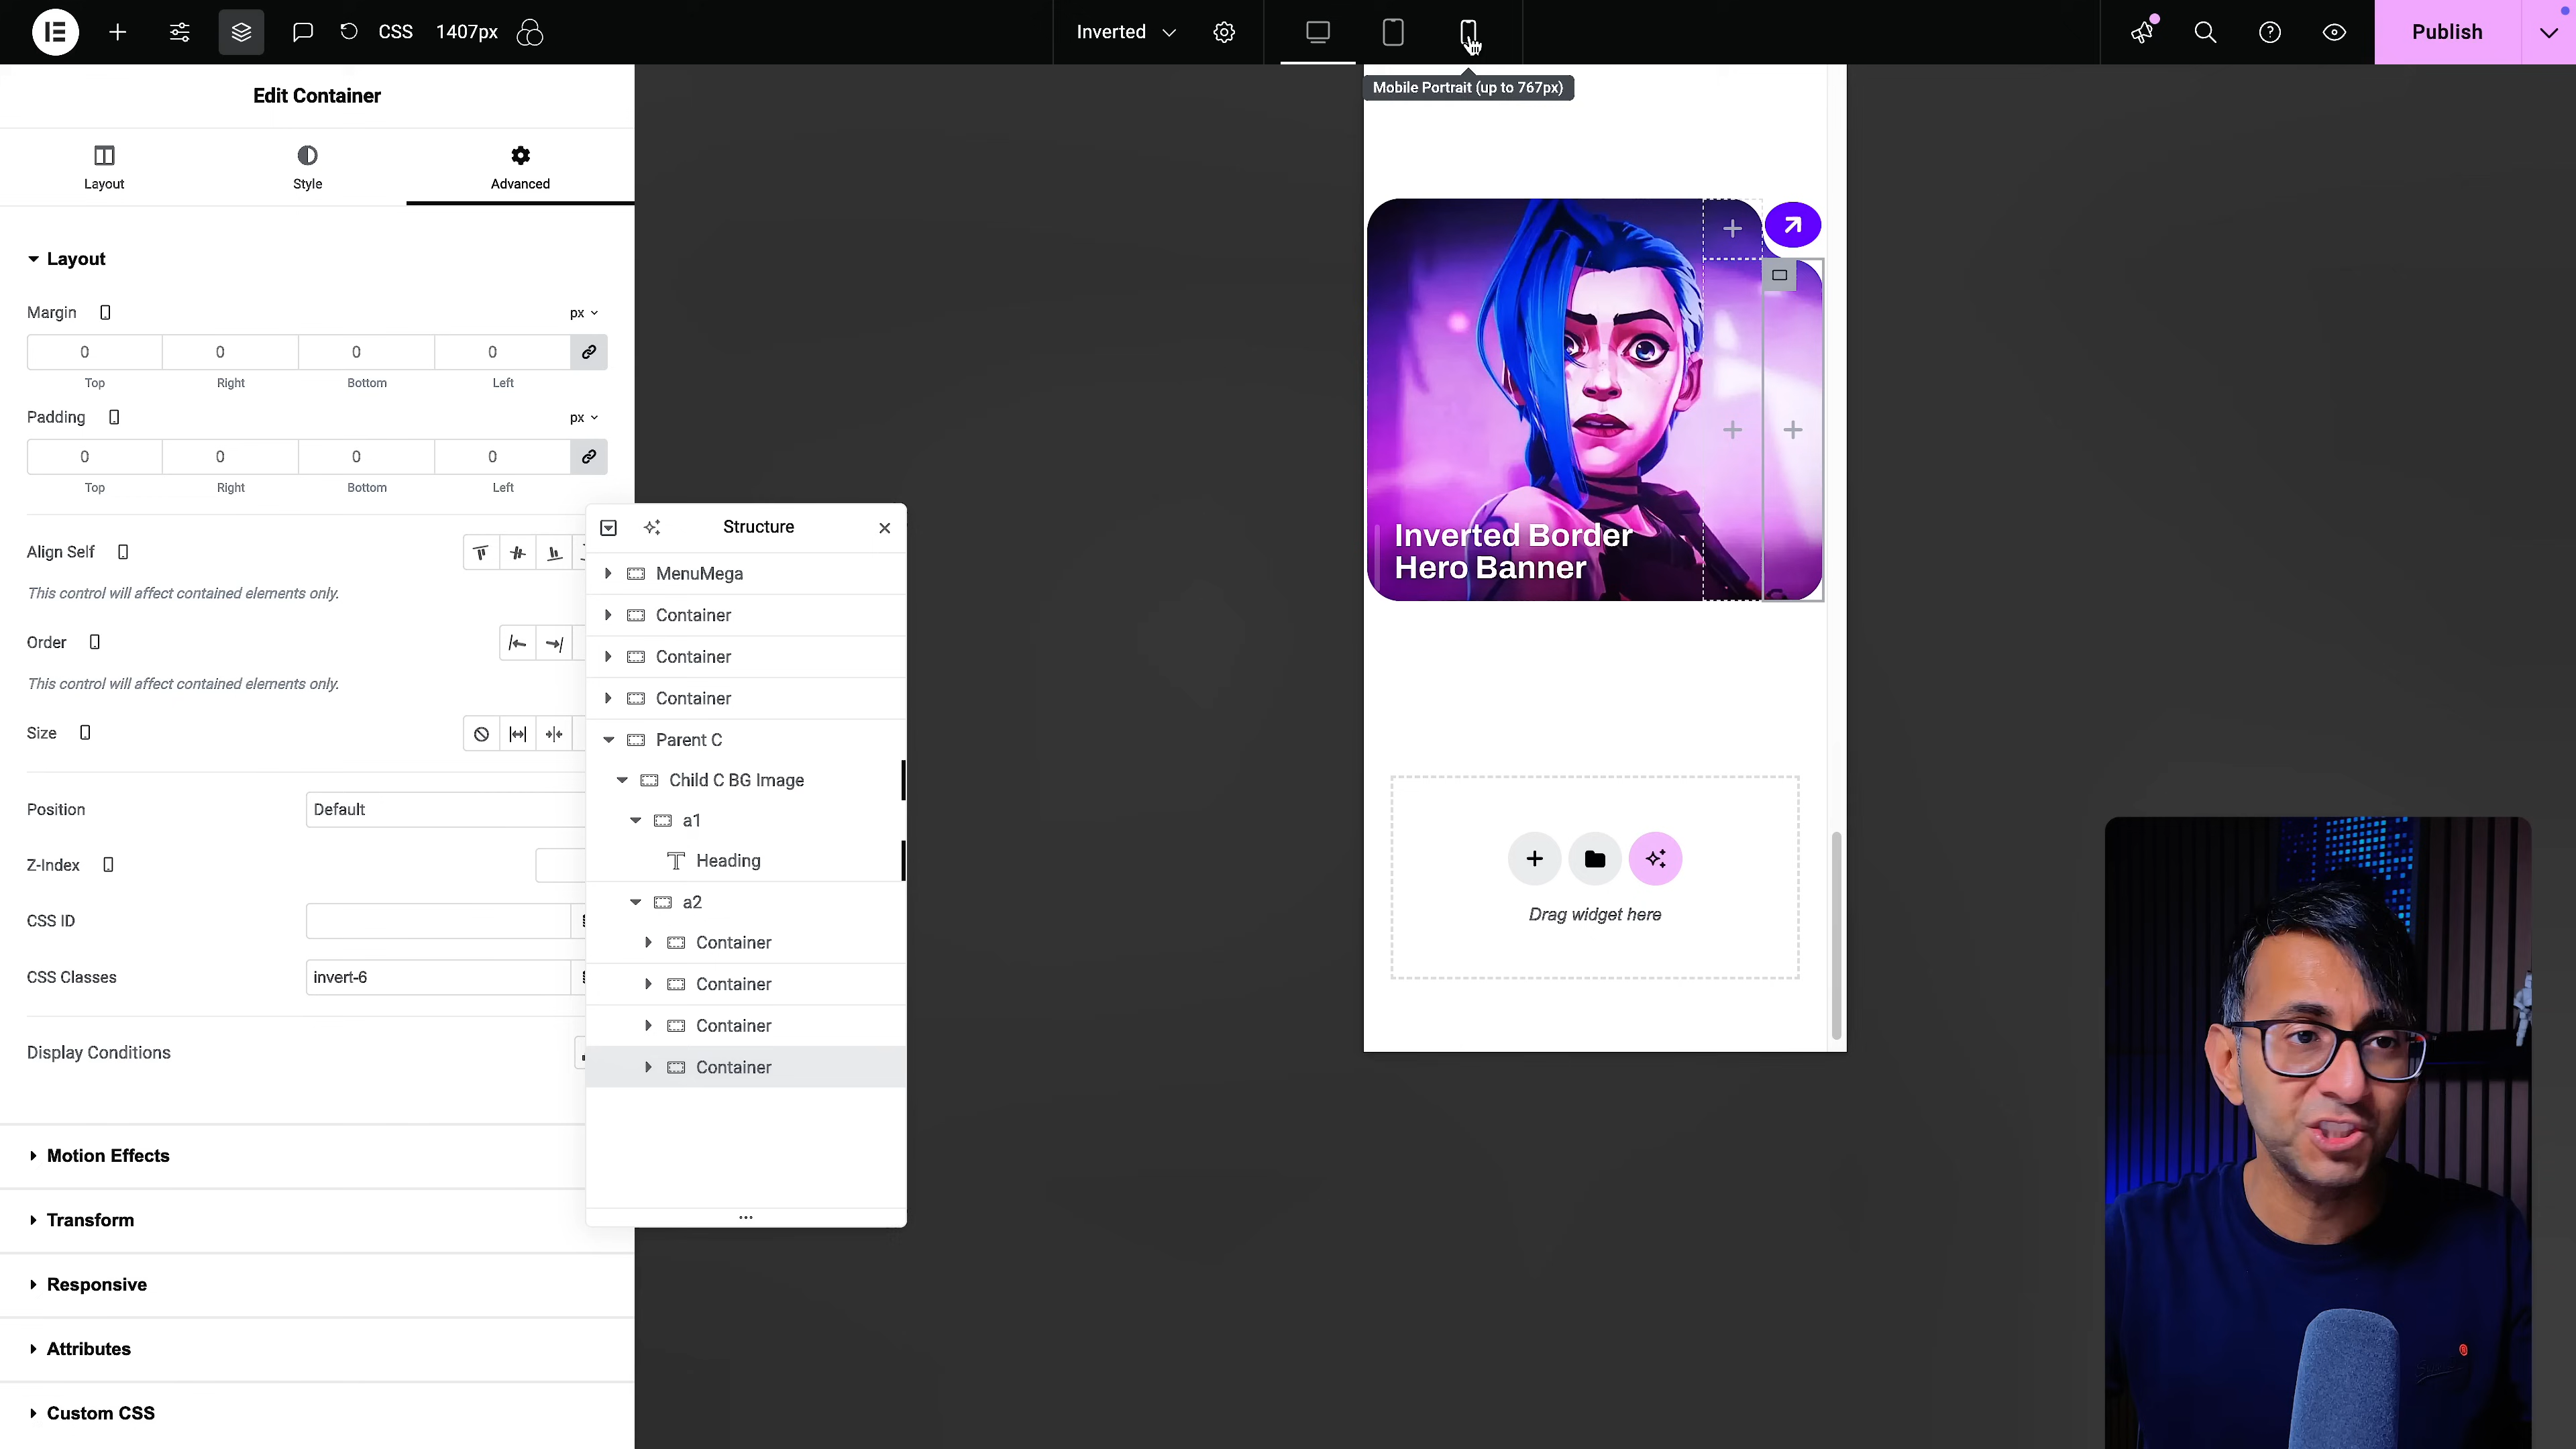 CSS 1407px Inverted Publish
Mobile Portrait (up to 767px)
Edit Container
Layout Style Advanced
Layout
Margin px
0 0 0 0
Top Right Bottom Left
Padding px
0 0 0 0
Top Right Bottom Left
Align Self
This control will affect contained elements only.
Order
This control will affect contained elements only.
Size
Position Default
Z-Index
CSS ID
CSS Classes invert-6
Display Conditions
Motion Effects
Transform
Responsive
Attributes
Custom CSS
Structure
MenuMega
Container
Container
Container
Parent C
Child C BG Image
a1
Heading
a2
Container
Container
Container
Container
Inverted Border
Hero Banner
Drag widget here